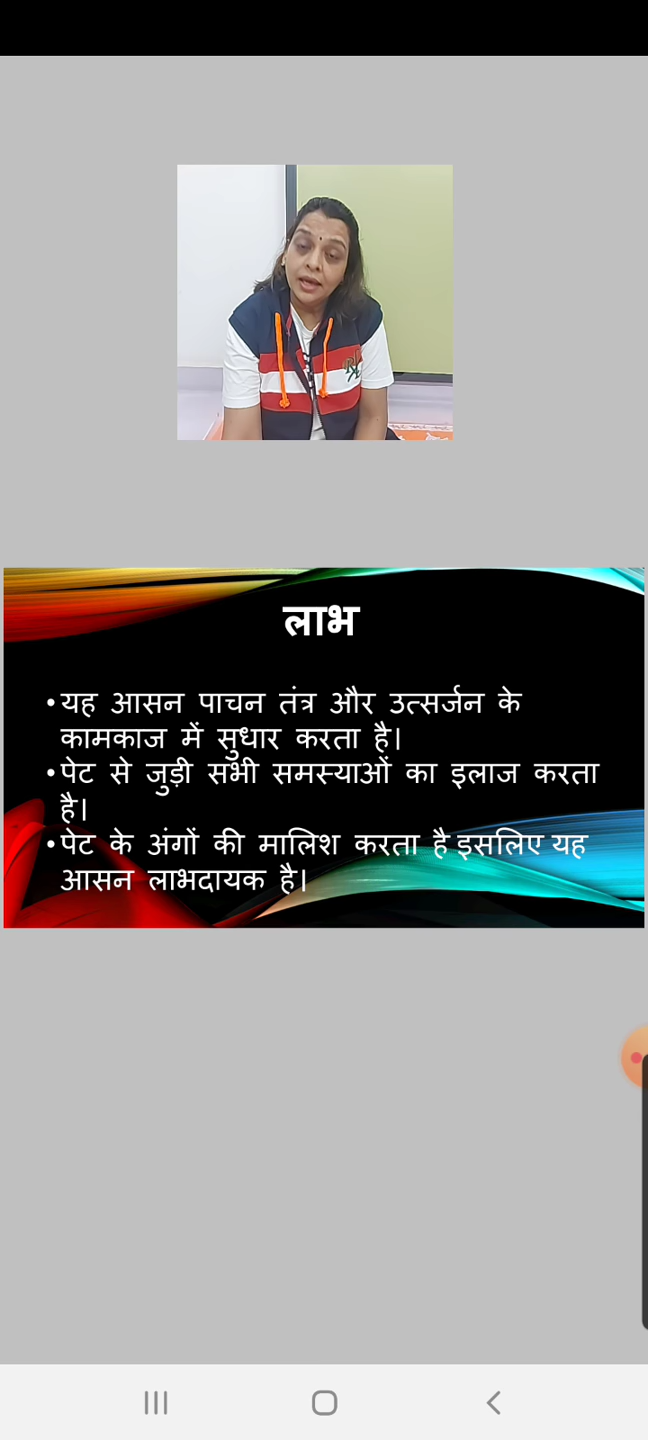 लाभ
• यह आसन पाचन तंत्र और उत्सर्जन के
कामकाज में सुधार करता है।
• पेट से जुड़ी सभी समस्याओं का इलाज करता
है।
• पेट के अंगों की मालिश करता है इसलिए यह
आसन लाभदायक है।